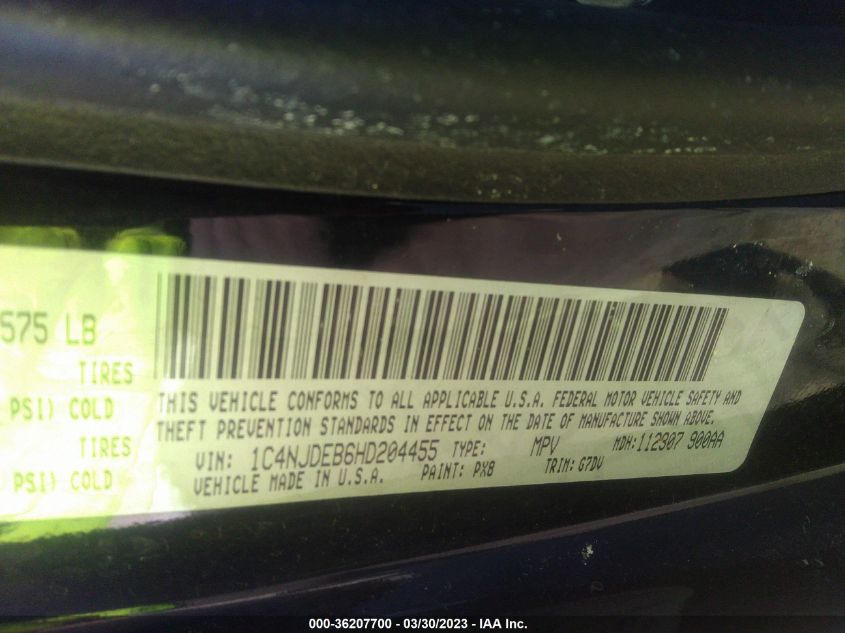 575 LB
TIRES
PSI) COLD
TIRES
PSI) COLD
THIS VEHICLE CONFORMS TO ALL APPLICABLE U.S.A. FEDERAL MOTOR VEHICLE SAFETY AND
THEFT PREVENTION STANDARDS IN EFFECT ON THE DATE OF MANUFACTURE SHOWN ABOVE.
VIN: 1C4NJDEB6HD204455 TYPE: MPV MDH: 112907 900AA
VEHICLE MADE IN U.S.A. PAINT: PX8 TRIM: G7DV
000-36207700 - 03/30/2023 - IAA Inc.